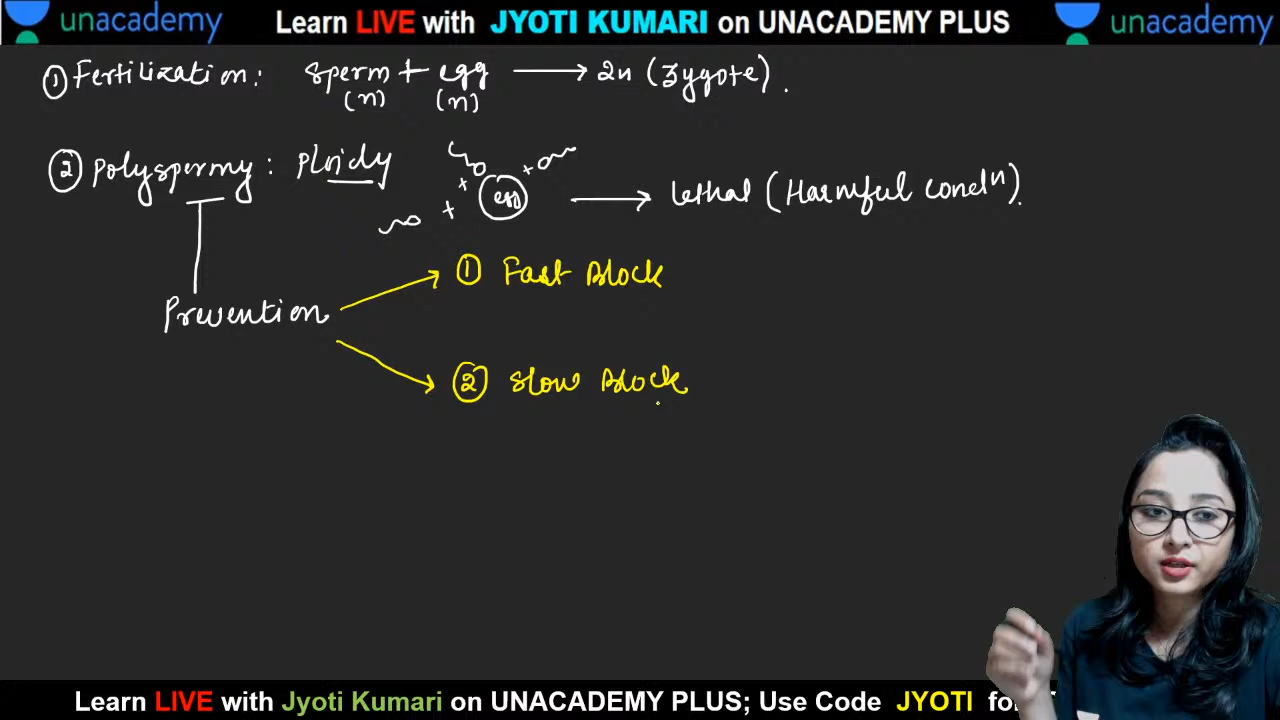 unacademy Learn LIVE with JYOTI KUMARI on UNACADEMY PLUS unacademy
① Fertilization: sperm + egg → 2n (zygote).
(n) (n)
② Polyspermy: Ploidy + + + egg → lethal (Harmful condⁿ).
① Fast Block
Prevention
② Slow Block
Learn LIVE with Jyoti Kumari on UNACADEMY PLUS; Use Code JYOTI for